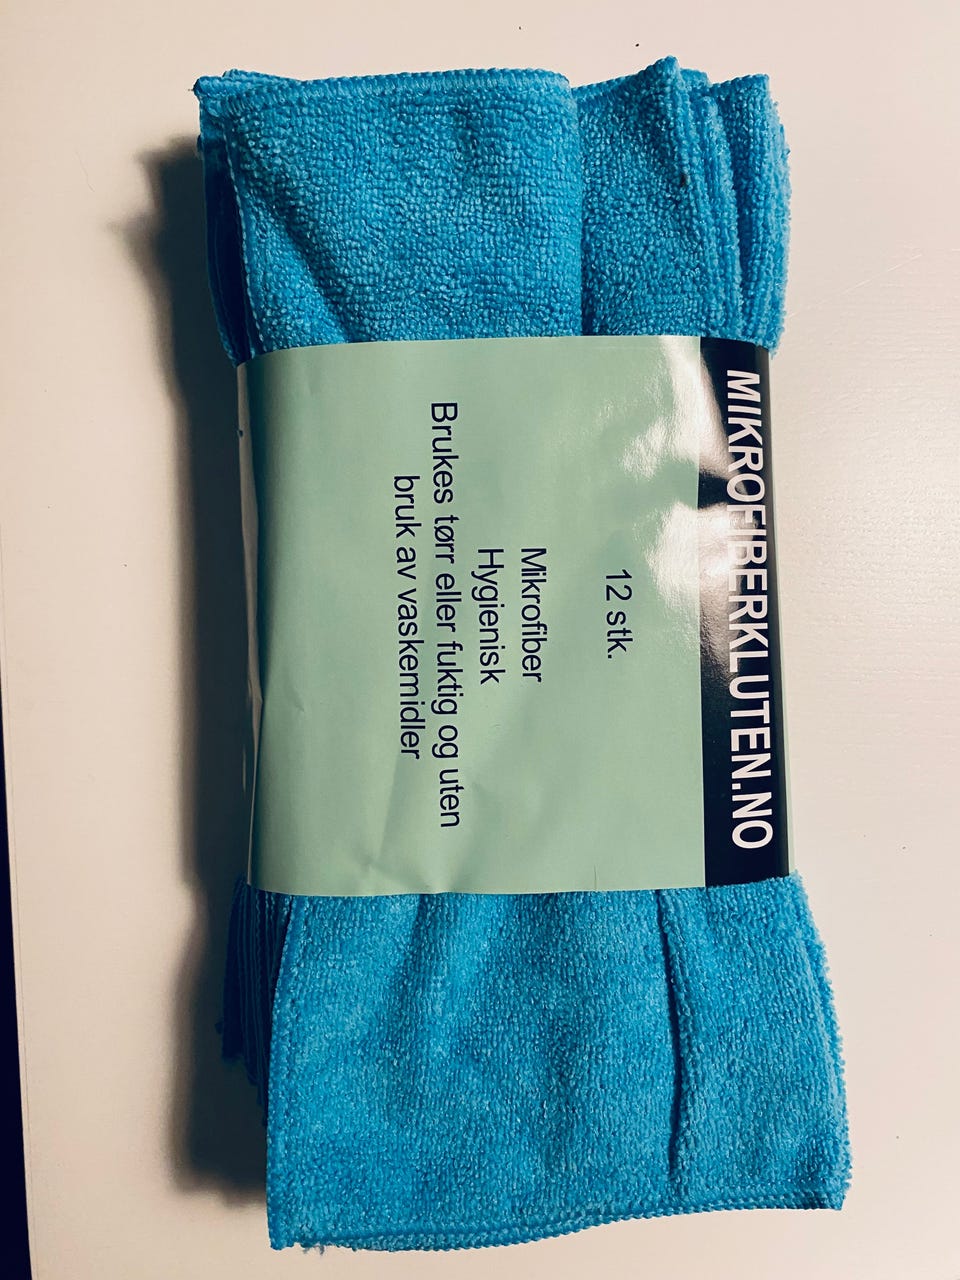 MIKROFIBERKLUTEN.NO
12 stk.
Mikrofiber
Hygienisk
Brukes tørr eller fuktig og uten
bruk av vaskemidler